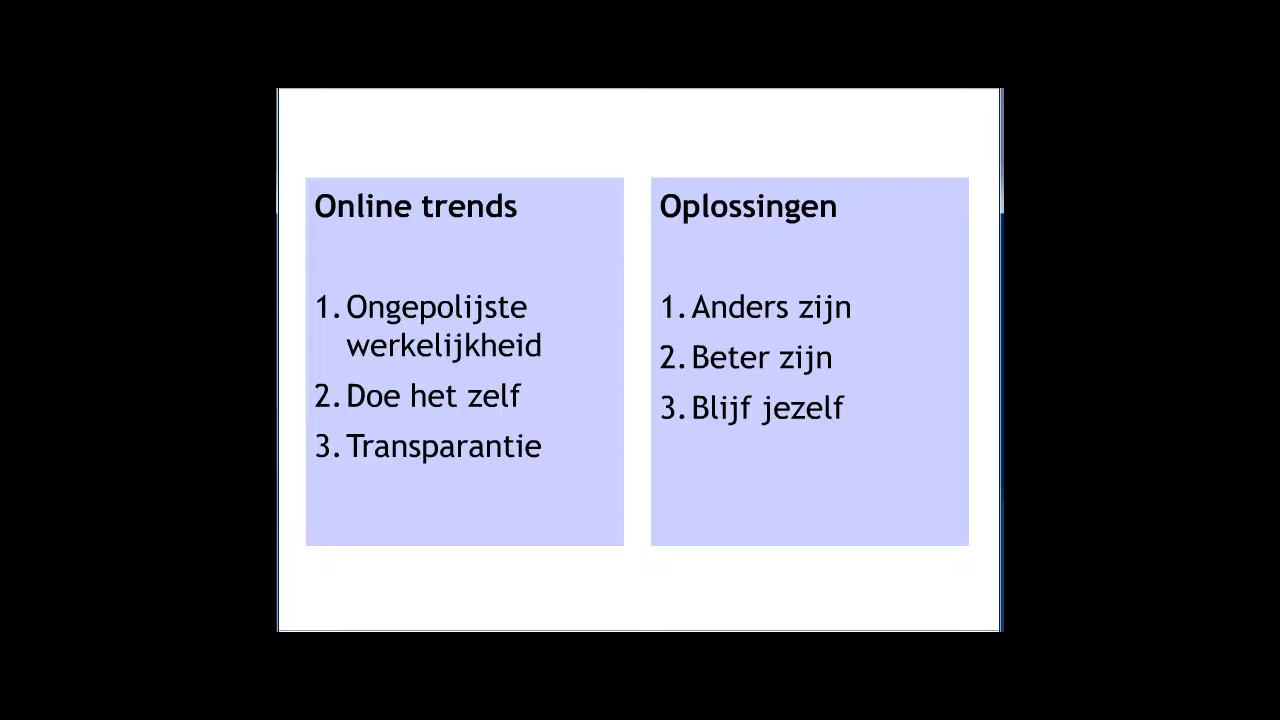 Online trends
1. Ongepolijste
werkelijkheid
2. Doe het zelf
3. Transparantie
Oplossingen
1. Anders zijn
2. Beter zijn
3. Blijf jezelf